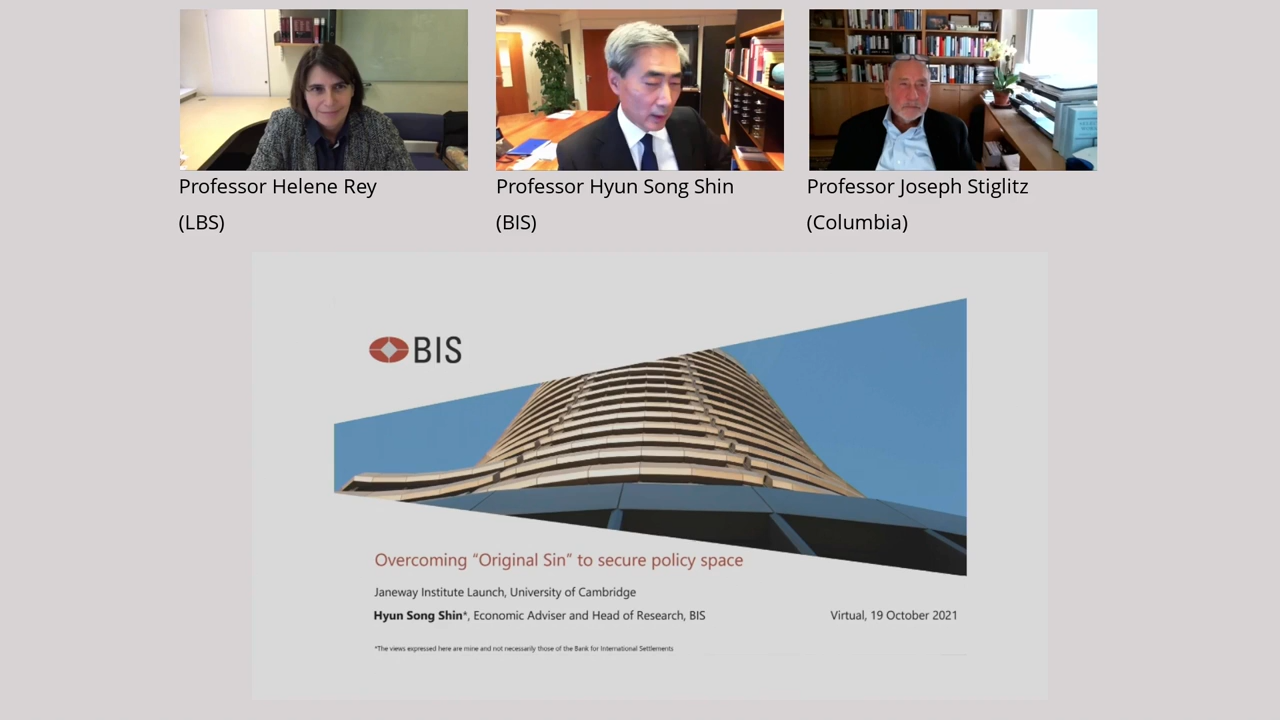 Professor Helene Rey
(LBS)
Professor Hyun Song Shin
(BIS)
Professor Joseph Stiglitz
(Columbia)
BIS
Overcoming “Original Sin” to secure policy space
Janeway Institute Launch, University of Cambridge
Hyun Song Shin*, Economic Adviser and Head of Research, BIS
Virtual, 19 October 2021
*The views expressed here are mine and not necessarily those of the Bank for International Settlements